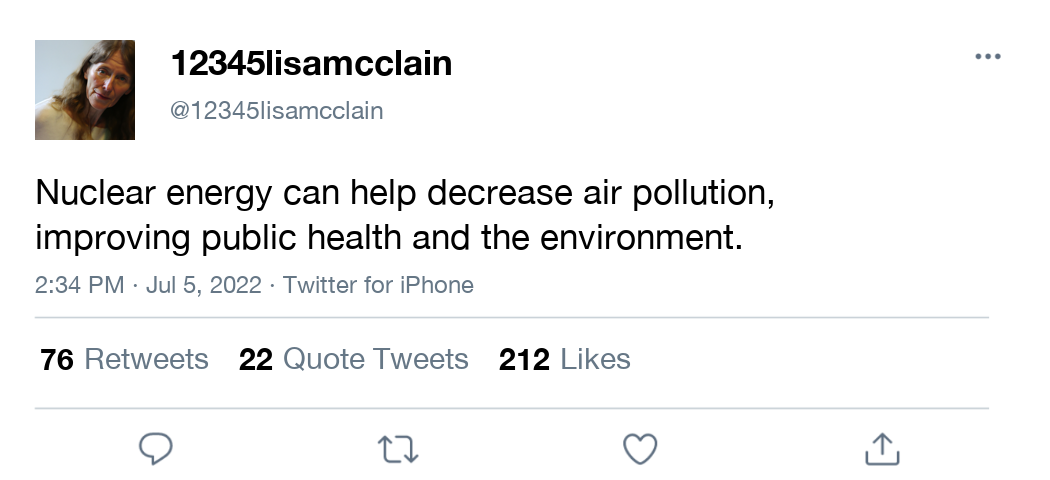 12345lisamcclain
@12345lisamcclain
Nuclear energy can help decrease air pollution,
improving public health and the environment.
2:34 PM · Jul 5, 2022 · Twitter for iPhone
76 Retweets 22 Quote Tweets 212 Likes